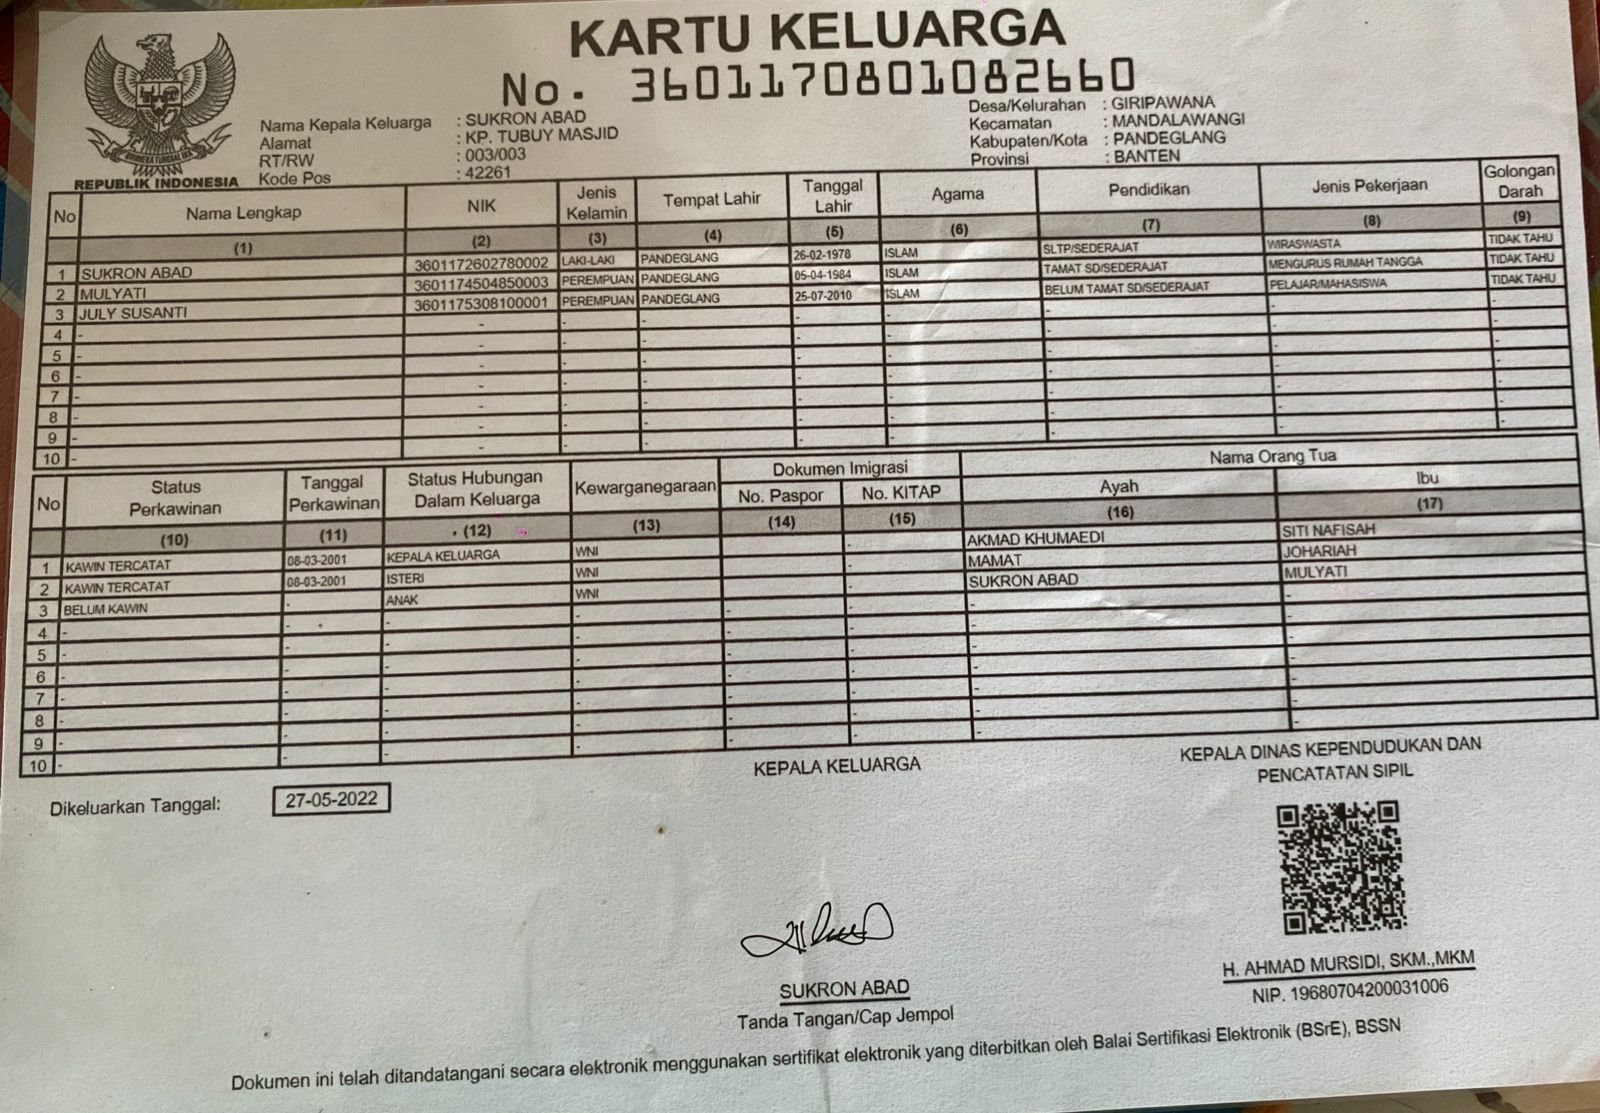 KARTU KELUARGA
No. 3601170801082660
Nama Kepala Keluarga : SUKRON ABAD
Alamat : KP. TUBUY MASJID
RT/RW : 003/003
Kode Pos : 42261
Desa/Kelurahan : GIRIPAWANA
Kecamatan : MANDALAWANGI
Kabupaten/Kota : PANDEGLANG
Provinsi : BANTEN
BHINNEKA TUNGGAL IKA
REPUBLIK INDONESIA
No Nama Lengkap NIK Jenis Kelamin Tempat Lahir Tanggal Lahir Agama Pendidikan Jenis Pekerjaan Golongan Darah
(1) (2) (3) (4) (5) (6) (7) (8) (9)
1 SUKRON ABAD 3601172602780002 LAKI-LAKI PANDEGLANG 26-02-1978 ISLAM SLTP/SEDERAJAT WIRASWASTA TIDAK TAHU
2 MULYATI 3601174504850003 PEREMPUAN PANDEGLANG 05-04-1984 ISLAM TAMAT SD/SEDERAJAT MENGURUS RUMAH TANGGA TIDAK TAHU
3 JULY SUSANTI 3601175308100001 PEREMPUAN PANDEGLANG 25-07-2010 ISLAM BELUM TAMAT SD/SEDERAJAT PELAJAR/MAHASISWA TIDAK TAHU
4 - - - - - - - - -
5 - - - - - - - - -
6 - - - - - - - - -
7 - - - - - - - - -
8 - - - - - - - - -
9 - - - - - - - - -
10 - - - - - - - - -
No Status Perkawinan Tanggal Perkawinan Status Hubungan Dalam Keluarga Kewarganegaraan Dokumen Imigrasi Nama Orang Tua
No. Paspor No. KITAP Ayah Ibu
(10) (11) (12) (13) (14) (15) (16) (17)
1 KAWIN TERCATAT 08-03-2001 KEPALA KELUARGA WNI - AKMAD KHUMAEDI SITI NAFISAH
2 KAWIN TERCATAT 08-03-2001 ISTERI WNI - MAMAT JOHARIAH
3 BELUM KAWIN - ANAK WNI - SUKRON ABAD MULYATI
4 - - - - - - - -
5 - - - - - - - -
6 - - - - - - - -
7 - - - - - - - -
8 - - - - - - - -
9 - - - - - - - -
10 - - - - - - - -
Dikeluarkan Tanggal: 27-05-2022
KEPALA KELUARGA
SUKRON ABAD
Tanda Tangan/Cap Jempol
KEPALA DINAS KEPENDUDUKAN DAN
PENCATATAN SIPIL
H. AHMAD MURSIDI, SKM.,MKM
NIP. 19680704200031006
Dokumen ini telah ditandatangani secara elektronik menggunakan sertifikat elektronik yang diterbitkan oleh Balai Sertifikasi Elektronik (BSrE), BSSN